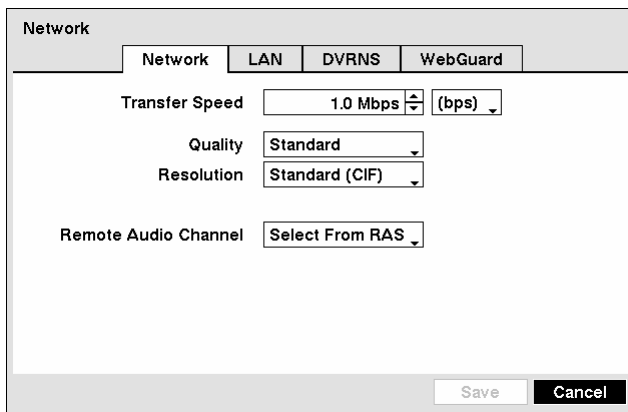 Network
Network LAN DVRNS WebGuard
Transfer Speed 1.0 Mbps (bps)
Quality Standard
Resolution Standard (CIF)
Remote Audio Channel Select From RAS
Save Cancel